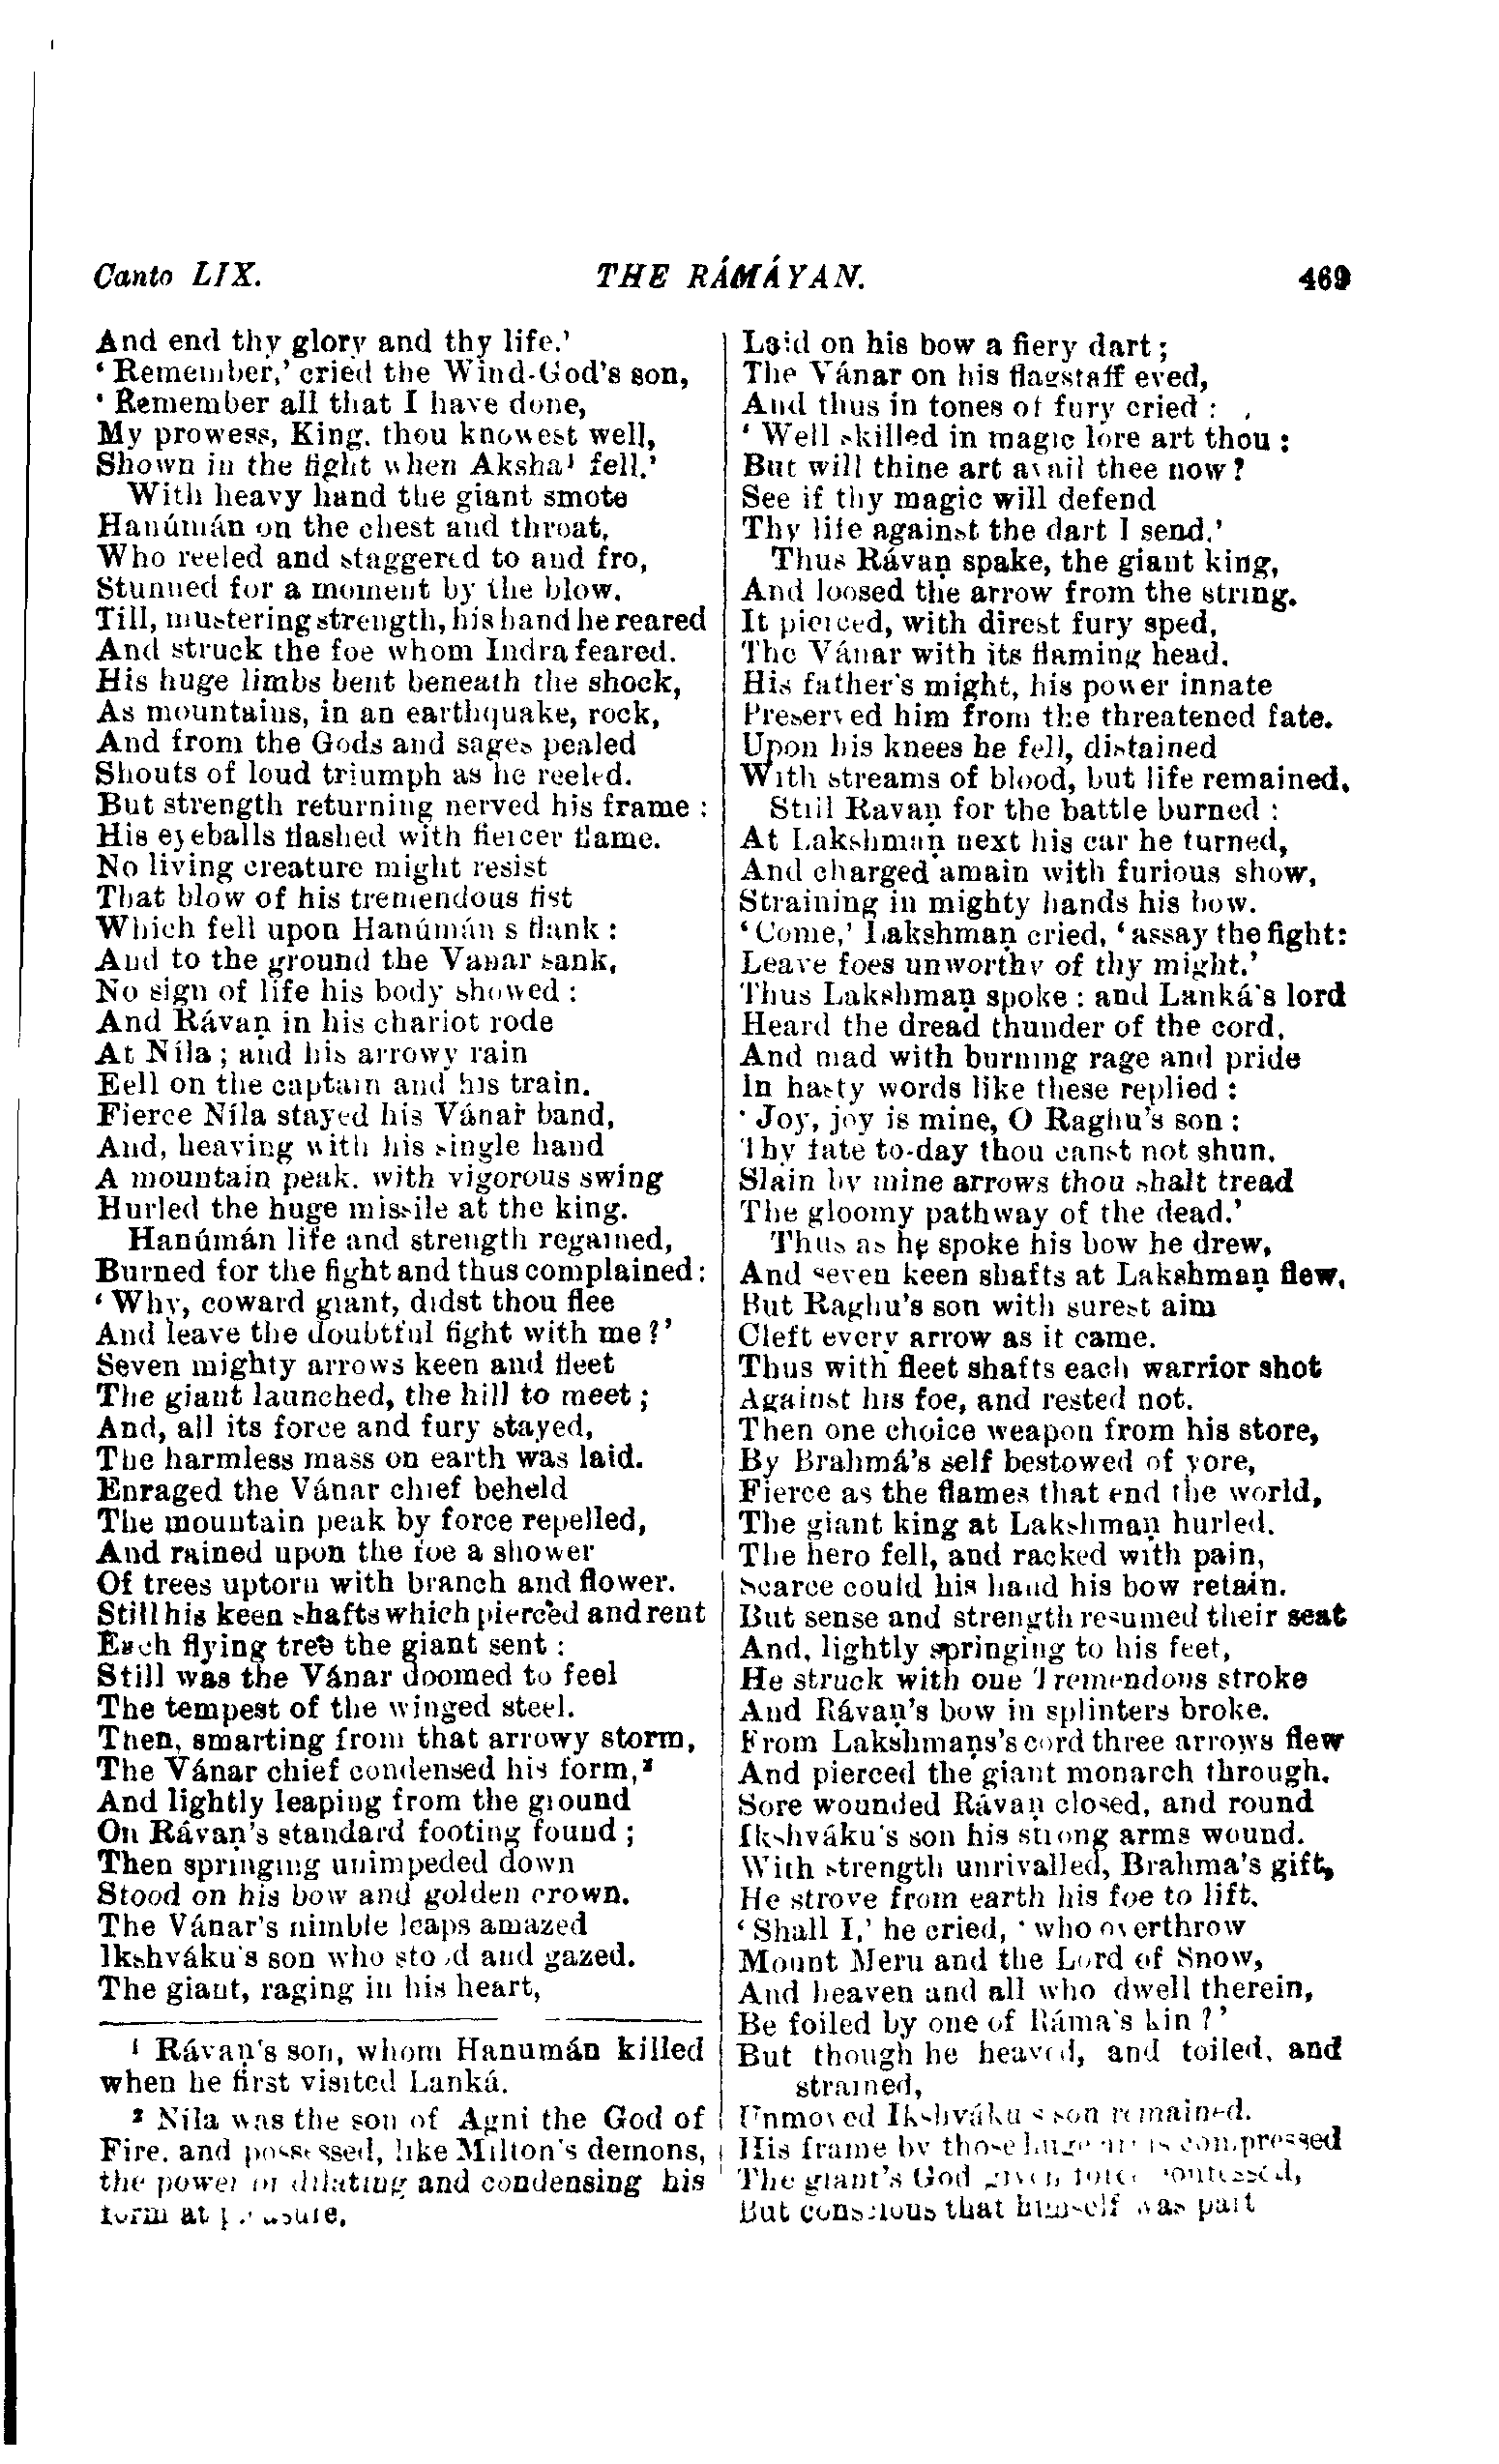 Canto LIX. THE RÁMÁYAN. 469
And end thy glory and thy life.'
'Remember,' cried the Wind-God's son,
'Remember all that I have done,
My prowess, King, thou knowest well,
Shown in the fight when Aksha¹ fell.'
With heavy hand the giant smote
Hanúmán on the chest and throat,
Who reeled and staggered to and fro,
Stunned for a moment by the blow.
Till, mustering strength, his hand he reared
And struck the foe whom Indra feared.
His huge limbs bent beneath the shock,
As mountains, in an earthquake, rock,
And from the Gods and sages pealed
Shouts of loud triumph as he reeled.
But strength returning nerved his frame:
His eyeballs flashed with fiercer flame.
No living creature might resist
That blow of his tremendous fist
Which fell upon Hanúmán s flank:
And to the ground the Vanar sank,
No sign of life his body showed:
And Rávaṇ in his chariot rode
At Níla; and his arrowy rain
Eell on the captain and his train.
Fierce Níla stayed his Vánar band,
And, heaving with his single hand
A mountain peak, with vigorous swing
Hurled the huge missile at the king.
Hanúmán life and strength regained,
Burned for the fight and thus complained:
'Why, coward giant, didst thou flee
And leave the doubtful fight with me?'
Seven mighty arrows keen and fleet
The giant launched, the hill to meet;
And, all its force and fury stayed,
The harmless mass on earth was laid.
Enraged the Vánar chief beheld
The mountain peak by force repelled,
And rained upon the foe a shower
Of trees uptorn with branch and flower.
Still his keen shafts which pierced and rent
Each flying tree the giant sent:
Still was the Vánar doomed to feel
The tempest of the winged steel.
Then, smarting from that arrowy storm,
The Vánar chief condensed his form,²
And lightly leaping from the ground
On Rávaṇ's standard footing found;
Then springing unimpeded down
Stood on his bow and golden crown.
The Vánar's nimble leaps amazed
Ikshváku's son who stood and gazed.
The giant, raging in his heart,
¹ Rávaṇ's son, whom Hanumán killed
when he first visited Lanká.
² Níla was the son of Agni the God of
Fire, and possessed, like Milton's demons,
the power of dilating and condensing his
form at pleasure.
Laid on his bow a fiery dart;
The Vánar on his flagstaff eyed,
And thus in tones of fury cried:
'Well skilled in magic lore art thou:
But will thine art avail thee now?
See if thy magic will defend
Thy life against the dart I send.'
Thus Rávaṇ spake, the giant king,
And loosed the arrow from the string.
It pierced, with direst fury sped,
The Vánar with its flaming head.
His father's might, his power innate
Preserved him from the threatened fate.
Upon his knees he fell, distained
With streams of blood, but life remained.
Still Ravaṇ for the battle burned:
At Lakshmaṇ next his car he turned,
And charged amain with furious show,
Straining in mighty hands his bow.
'Come,' Lakshmaṇ cried, 'assay the fight:
Leave foes unworthy of thy might.'
Thus Lakshmaṇ spoke: and Lanká's lord
Heard the dread thunder of the cord,
And mad with burning rage and pride
In hasty words like these replied:
'Joy, joy is mine, O Raghu's son:
Thy fate to-day thou canst not shun.
Slain by mine arrows thou shalt tread
The gloomy pathway of the dead.'
Thus as he spoke his bow he drew,
And seven keen shafts at Lakshmaṇ flew,
But Raghu's son with surest aim
Cleft every arrow as it came.
Thus with fleet shafts each warrior shot
Against his foe, and rested not.
Then one choice weapon from his store,
By Brahmá's self bestowed of yore,
Fierce as the flames that end the world,
The giant king at Lakshmaṇ hurled.
The hero fell, and racked with pain,
Scarce could his hand his bow retain.
But sense and strength resumed their seat
And, lightly springing to his feet,
He struck with one tremendous stroke
And Rávaṇ's bow in splinters broke.
From Lakshmaṇs's cord three arrows flew
And pierced the giant monarch through.
Sore wounded Rávaṇ closed, and round
Ikshváku's son his strong arms wound.
With strength unrivalled, Brahma's gift,
He strove from earth his foe to lift.
'Shall I,' he cried, 'who overthrow
Mount Meru and the Lord of Snow,
And heaven and all who dwell therein,
Be foiled by one of Ráma's kin?'
But though he heaved, and toiled, and
strained,
Unmoved Ikshváku s son remained.
His frame by those huge arms compressed
The giant's God given force confessed,
But conscious that himself was part